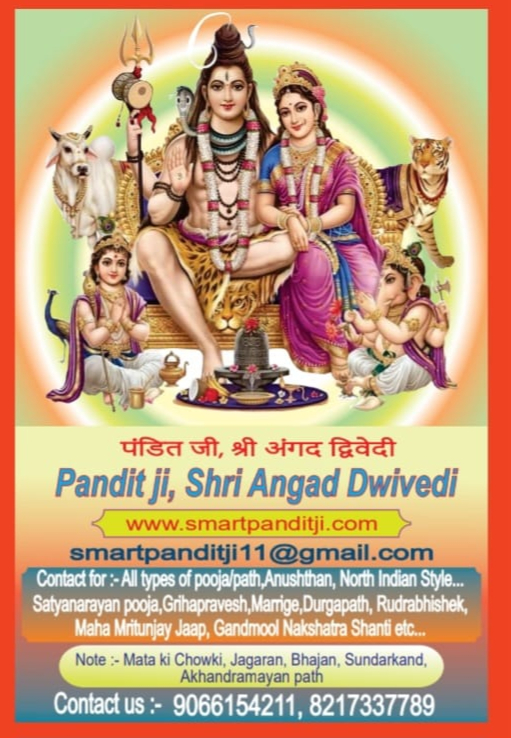 पंडित जी, श्री अंगद द्विवेदी
Pandit ji, Shri Angad Dwivedi
www.smartpanditji.com
smartpanditji11@gmail.com
Contact for :- All types of pooja/path,Anushthan, North Indian Style...
Satyanarayan pooja,Grihapravesh,Marrige,Durgapath, Rudrabhishek,
Maha Mritunjay Jaap, Gandmool Nakshatra Shanti etc...
Note :- Mata ki Chowki, Jagaran, Bhajan, Sundarkand,
Akhandramayan path
Contact us :- 9066154211, 8217337789